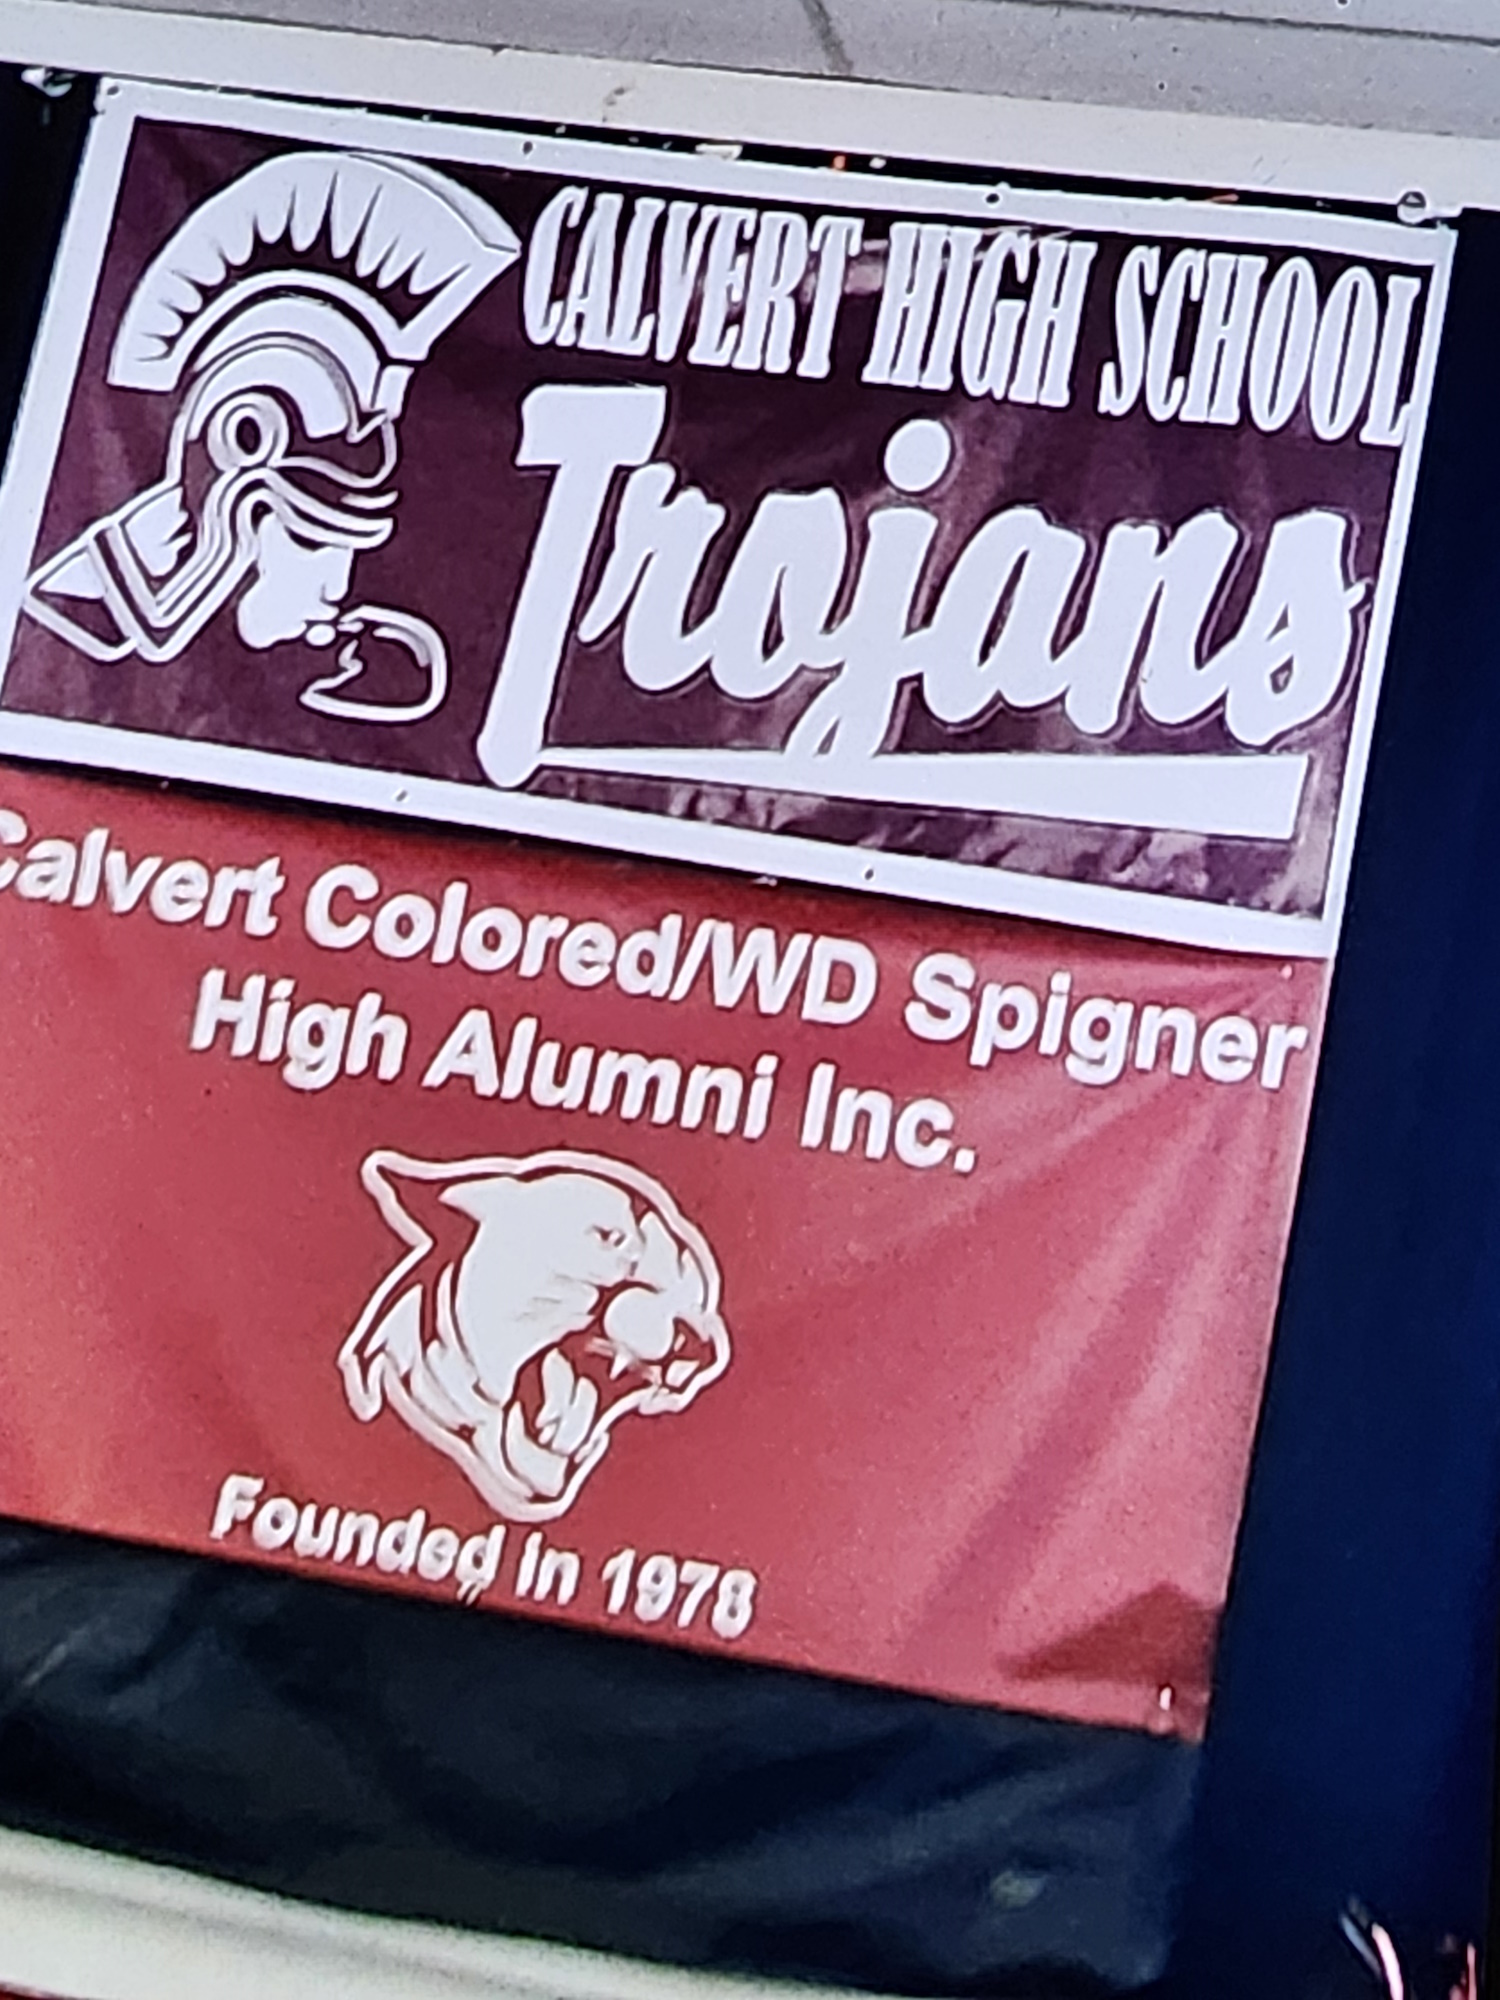 CALVERT HIGH SCHOOL
Trojans
Calvert Colored/WD Spigner
High Alumni Inc.
Founded in 1978